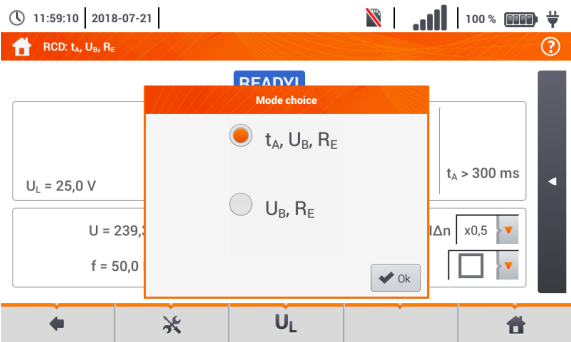 11:59:10 2018-07-21 100 %
RCD: tA, UB, RE ?
READY!
Mode choice
tA, UB, RE
tA > 300 ms
UL = 25,0 V
UB, RE
U = 239,
IΔn x0,5
f = 50,0
Ok
UL